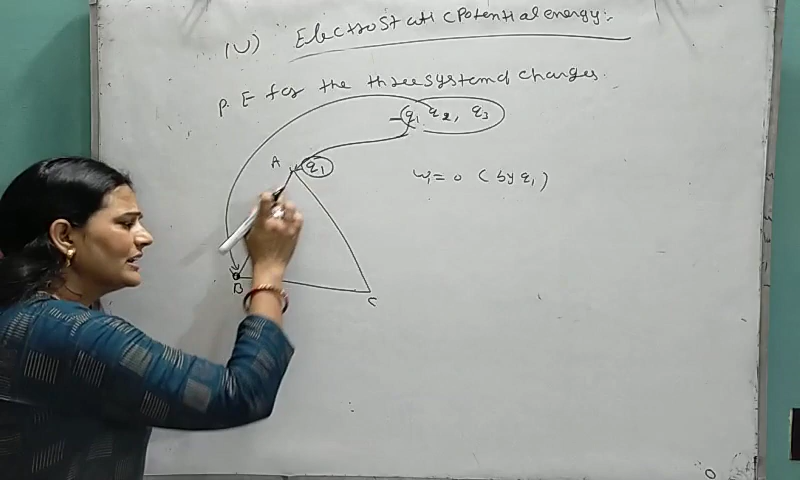 (U) Electrostatic Potential energy:-
P. E for the three system of charges.
q1 q2, q3
A q1
W1 = 0 (by q1)
B
C